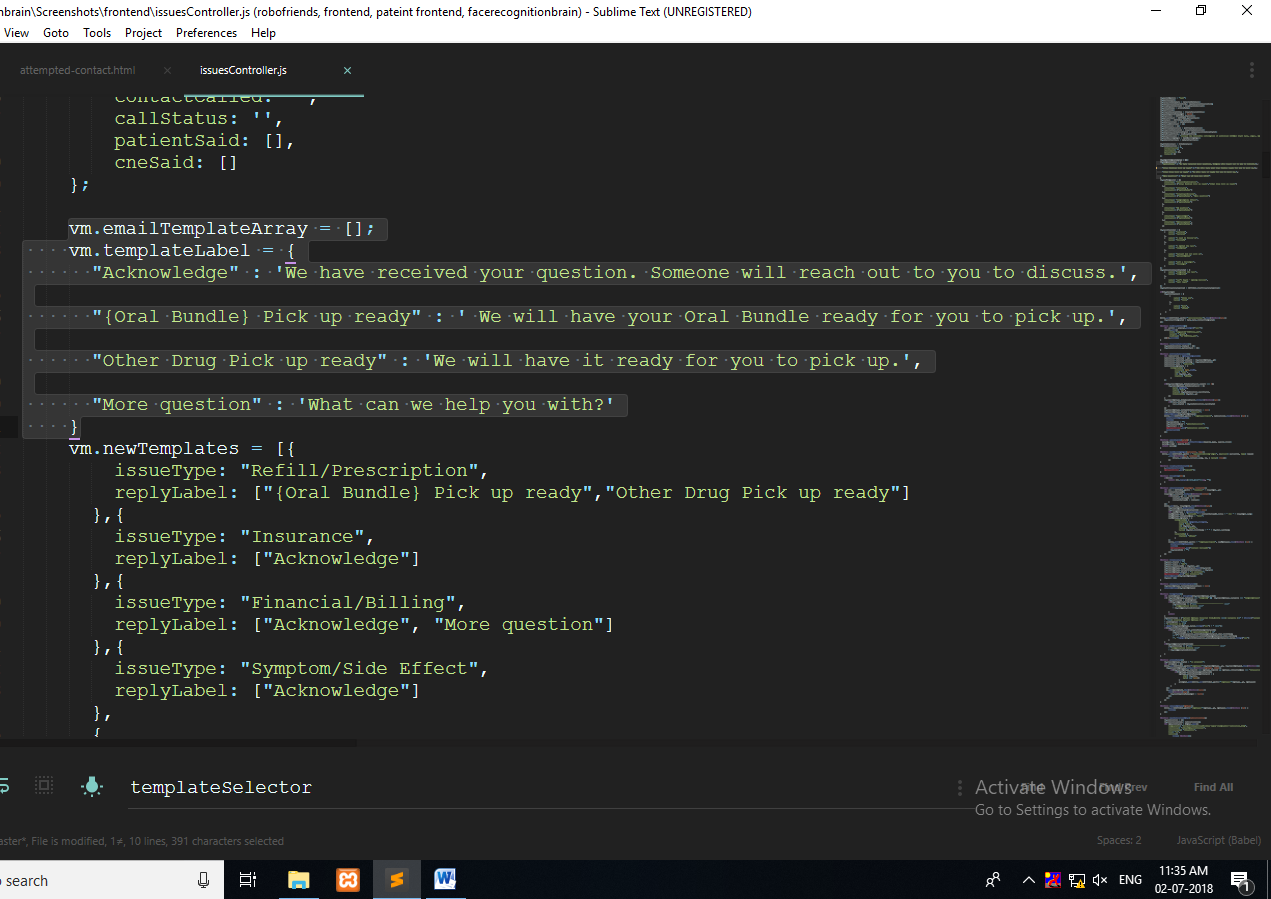 nbrain\Screenshots\frontend\issuesController.js (robofriends, frontend, pateint frontend, facerecognitionbrain) - Sublime Text (UNREGISTERED)
View Goto Tools Project Preferences Help
attempted-contact.html × issuesController.js ×
contactCalled: '',
callStatus: '',
patientSaid: [],
cneSaid: []
};
vm.emailTemplateArray = [];
vm.templateLabel = {
"Acknowledge" : 'We have received your question. Someone will reach out to you to discuss.',
"{Oral Bundle} Pick up ready" : ' We will have your Oral Bundle ready for you to pick up.',
"Other Drug Pick up ready" : 'We will have it ready for you to pick up.',
"More question" : 'What can we help you with?'
}
vm.newTemplates = [{
issueType: "Refill/Prescription",
replyLabel: ["{Oral Bundle} Pick up ready","Other Drug Pick up ready"]
},{
issueType: "Insurance",
replyLabel: ["Acknowledge"]
},{
issueType: "Financial/Billing",
replyLabel: ["Acknowledge", "More question"]
},{
issueType: "Symptom/Side Effect",
replyLabel: ["Acknowledge"]
},
{
templateSelector
Find Find Prev Find All
Activate Windows
Go to Settings to activate Windows.
aster*, File is modified, 1≠, 10 lines, 391 characters selected
Spaces: 2 JavaScript (Babel)
search
ENG
11:35 AM
02-07-2018
1